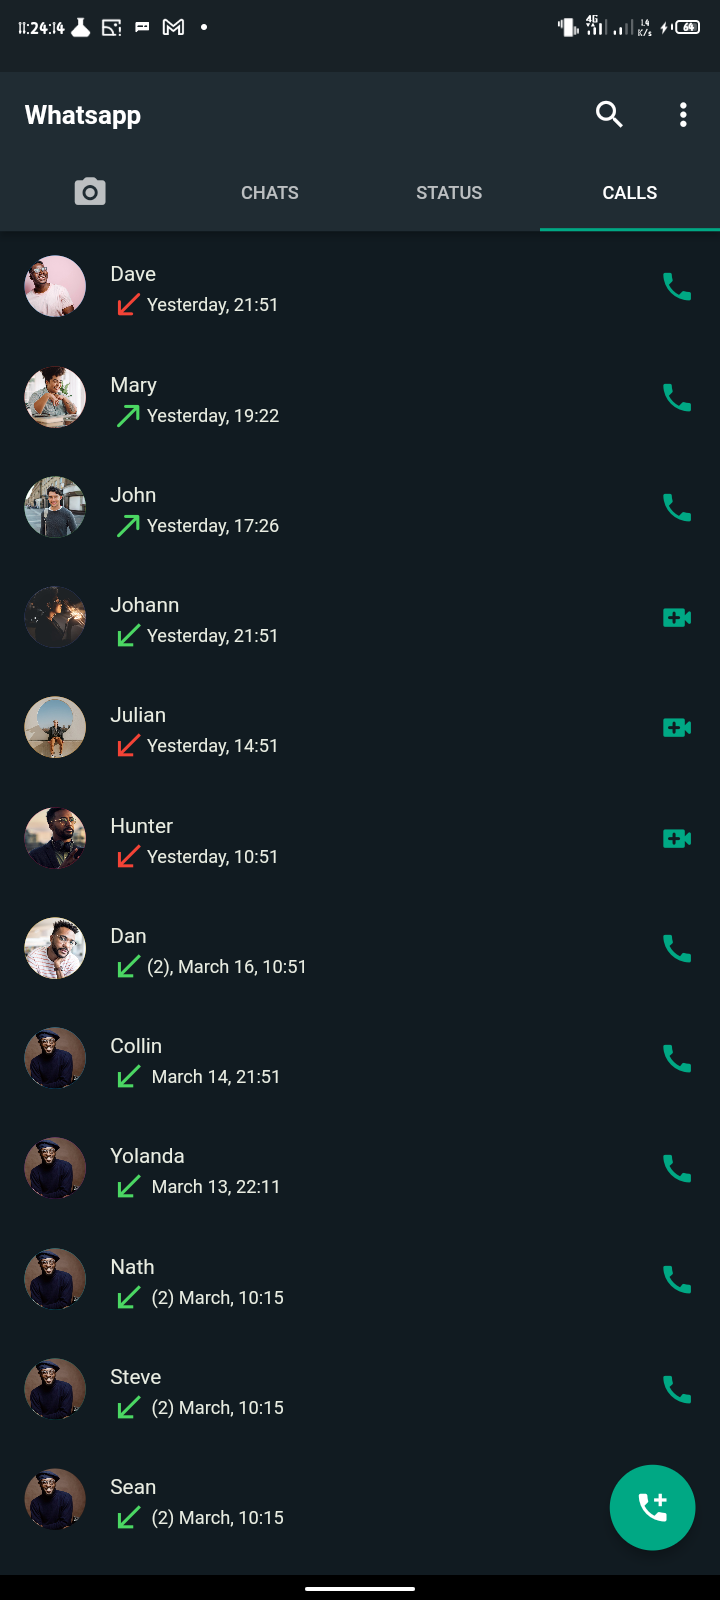 11:24:14 4G 1.4 K/s 64
Whatsapp
CHATS STATUS CALLS
Dave
Yesterday, 21:51
Mary
Yesterday, 19:22
John
Yesterday, 17:26
Johann
Yesterday, 21:51
Julian
Yesterday, 14:51
Hunter
Yesterday, 10:51
Dan
(2), March 16, 10:51
Collin
March 14, 21:51
Yolanda
March 13, 22:11
Nath
(2) March, 10:15
Steve
(2) March, 10:15
Sean
(2) March, 10:15